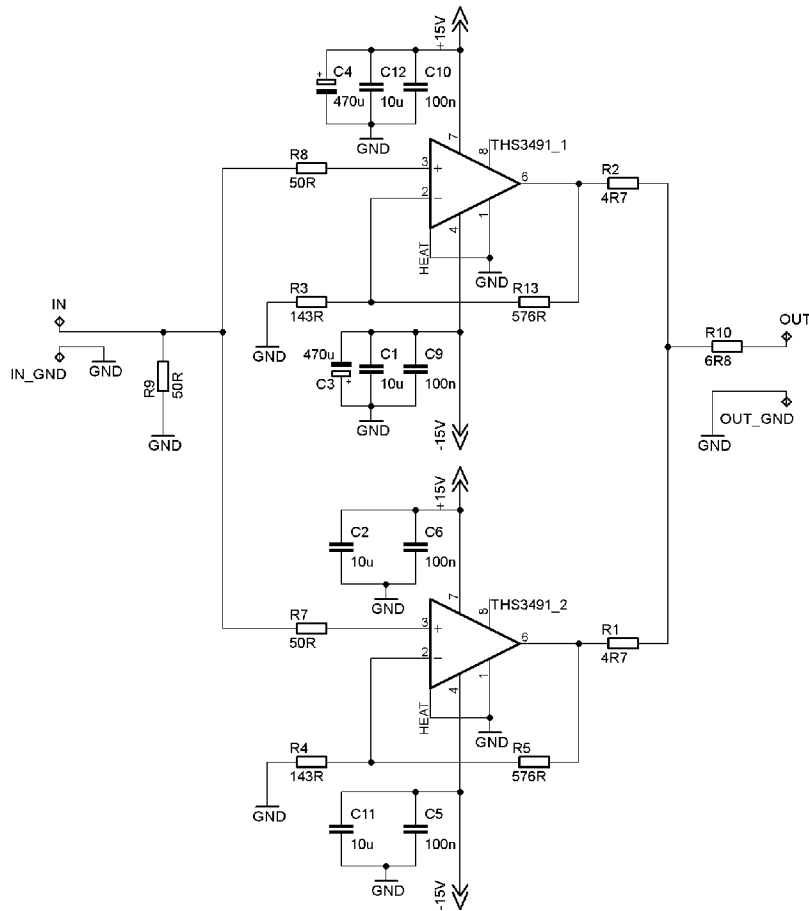 +15V
C4
470u
C12
10u
C10
100n
GND
THS3491_1
7
8
R8
50R
3
+
2
−
6
4
1
HEAT
GND
R2
4R7
R3
143R
R13
576R
GND
IN
IN_GND
GND
R9
50R
GND
470u
C3
+
C1
10u
C9
100n
GND
-15V
R10
6R8
OUT
OUT_GND
GND
+15V
C2
10u
C6
100n
GND
THS3491_2
7
8
R7
50R
3
+
2
−
6
4
1
HEAT
GND
R1
4R7
R4
143R
R5
576R
GND
C11
10u
C5
100n
GND
-15V